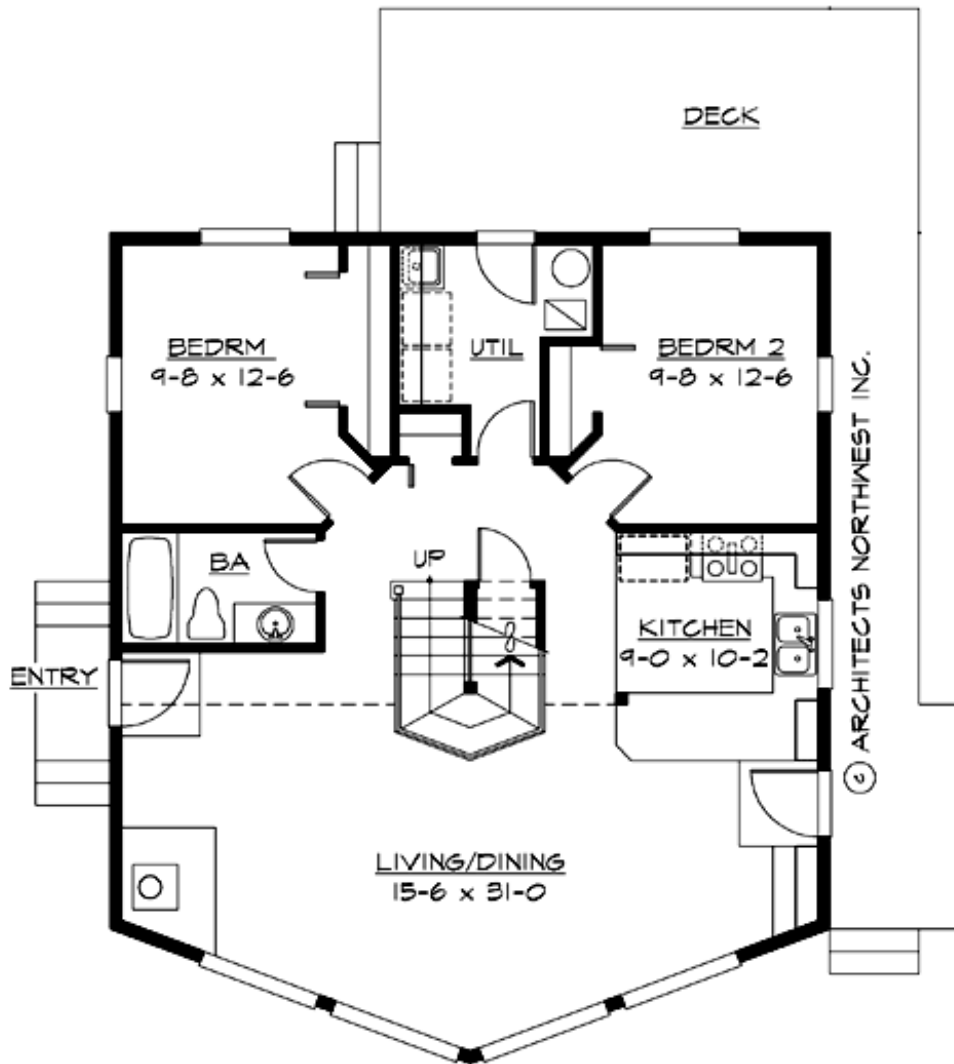 DECK
BEDRM
9-8 x 12-6
UTIL
BEDRM 2
9-8 x 12-6
BA
UP
KITCHEN
9-0 x 10-2
ENTRY
LIVING/DINING
15-6 x 31-0
© ARCHITECTS NORTHWEST INC.